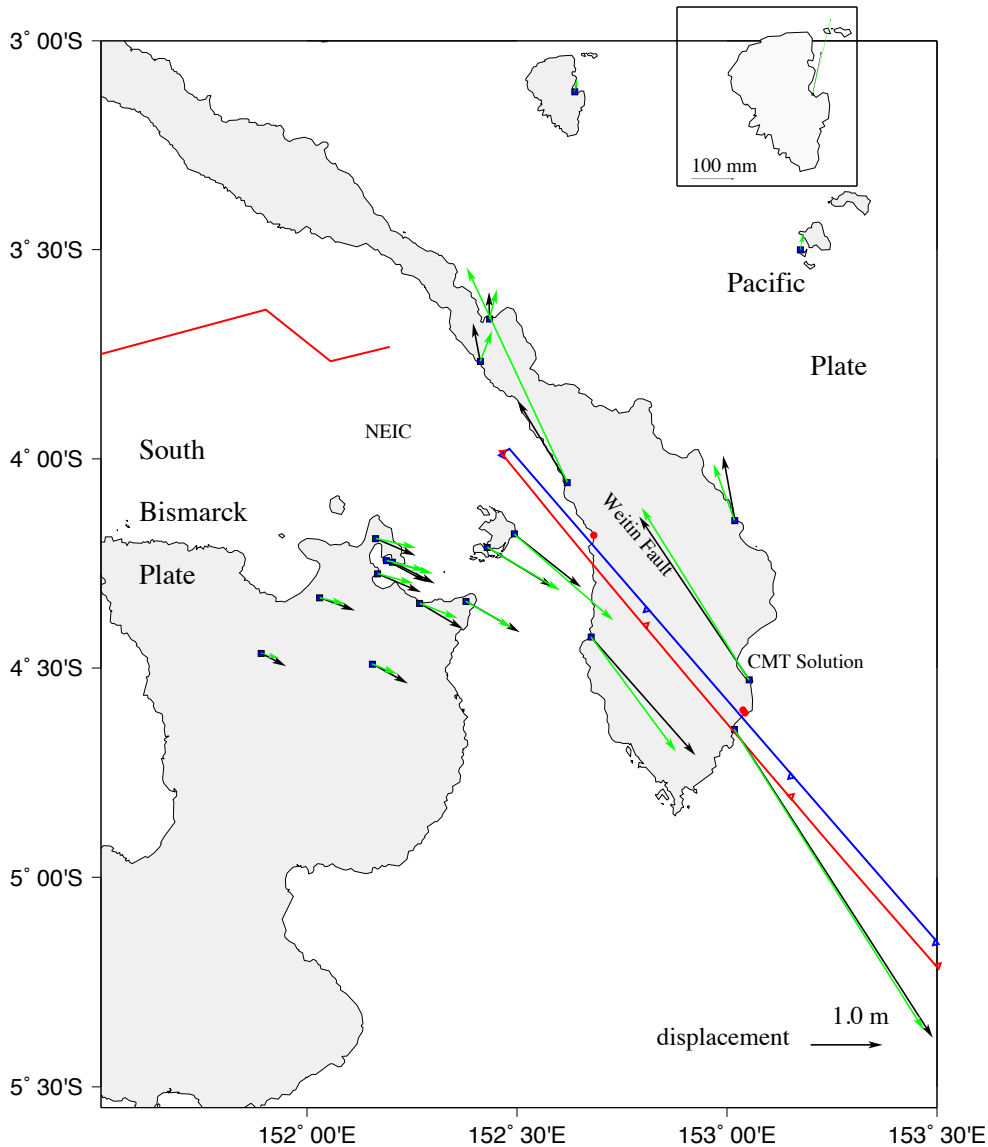 3° 00'S
100 mm
3° 30'S
Pacific
Plate
NEIC
South
4° 00'S
Bismarck
Weitin Fault
Plate
CMT Solution
4° 30'S
5° 00'S
1.0 m
displacement
5° 30'S
152° 00'E
152° 30'E
153° 00'E
153° 30'E